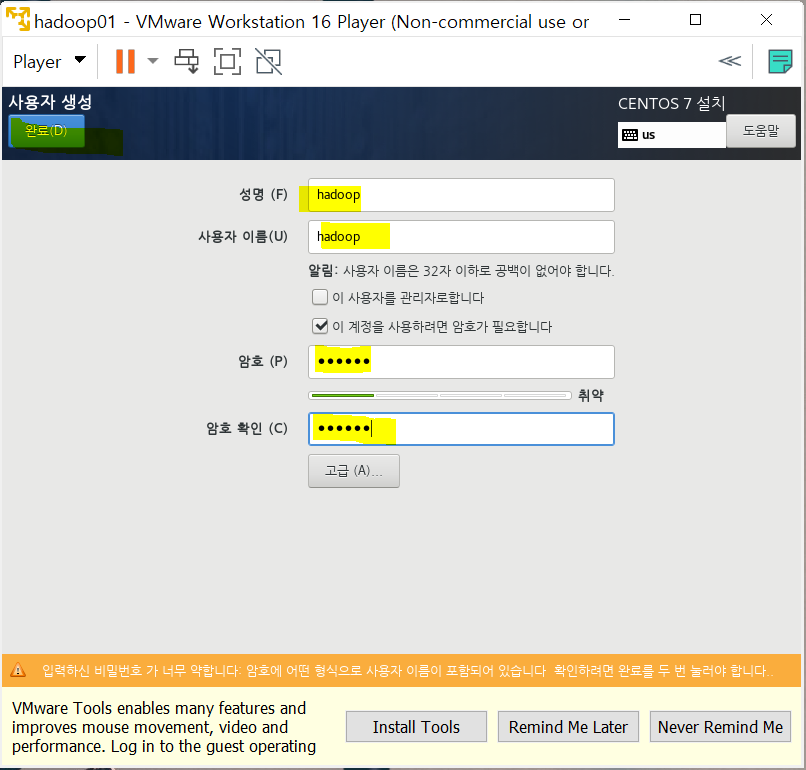 hadoop01 - VMware Workstation 16 Player (Non-commercial use or
Player
사용자 생성
CENTOS 7 설치
완료(D)
us
도움말
성명 (F)
hadoop
사용자 이름(U)
hadoop
알림: 사용자 이름은 32자 이하로 공백이 없어야 합니다.
이 사용자를 관리자로합니다
이 계정을 사용하려면 암호가 필요합니다
암호 (P)
●●●●●●
취약
암호 확인 (C)
●●●●●●
고급 (A)...
입력하신 비밀번호 가 너무 약합니다: 암호에 어떤 형식으로 사용자 이름이 포함되어 있습니다 확인하려면 완료를 두 번 눌러야 합니다..
VMware Tools enables many features and
improves mouse movement, video and
performance. Log in to the guest operating
Install Tools
Remind Me Later
Never Remind Me